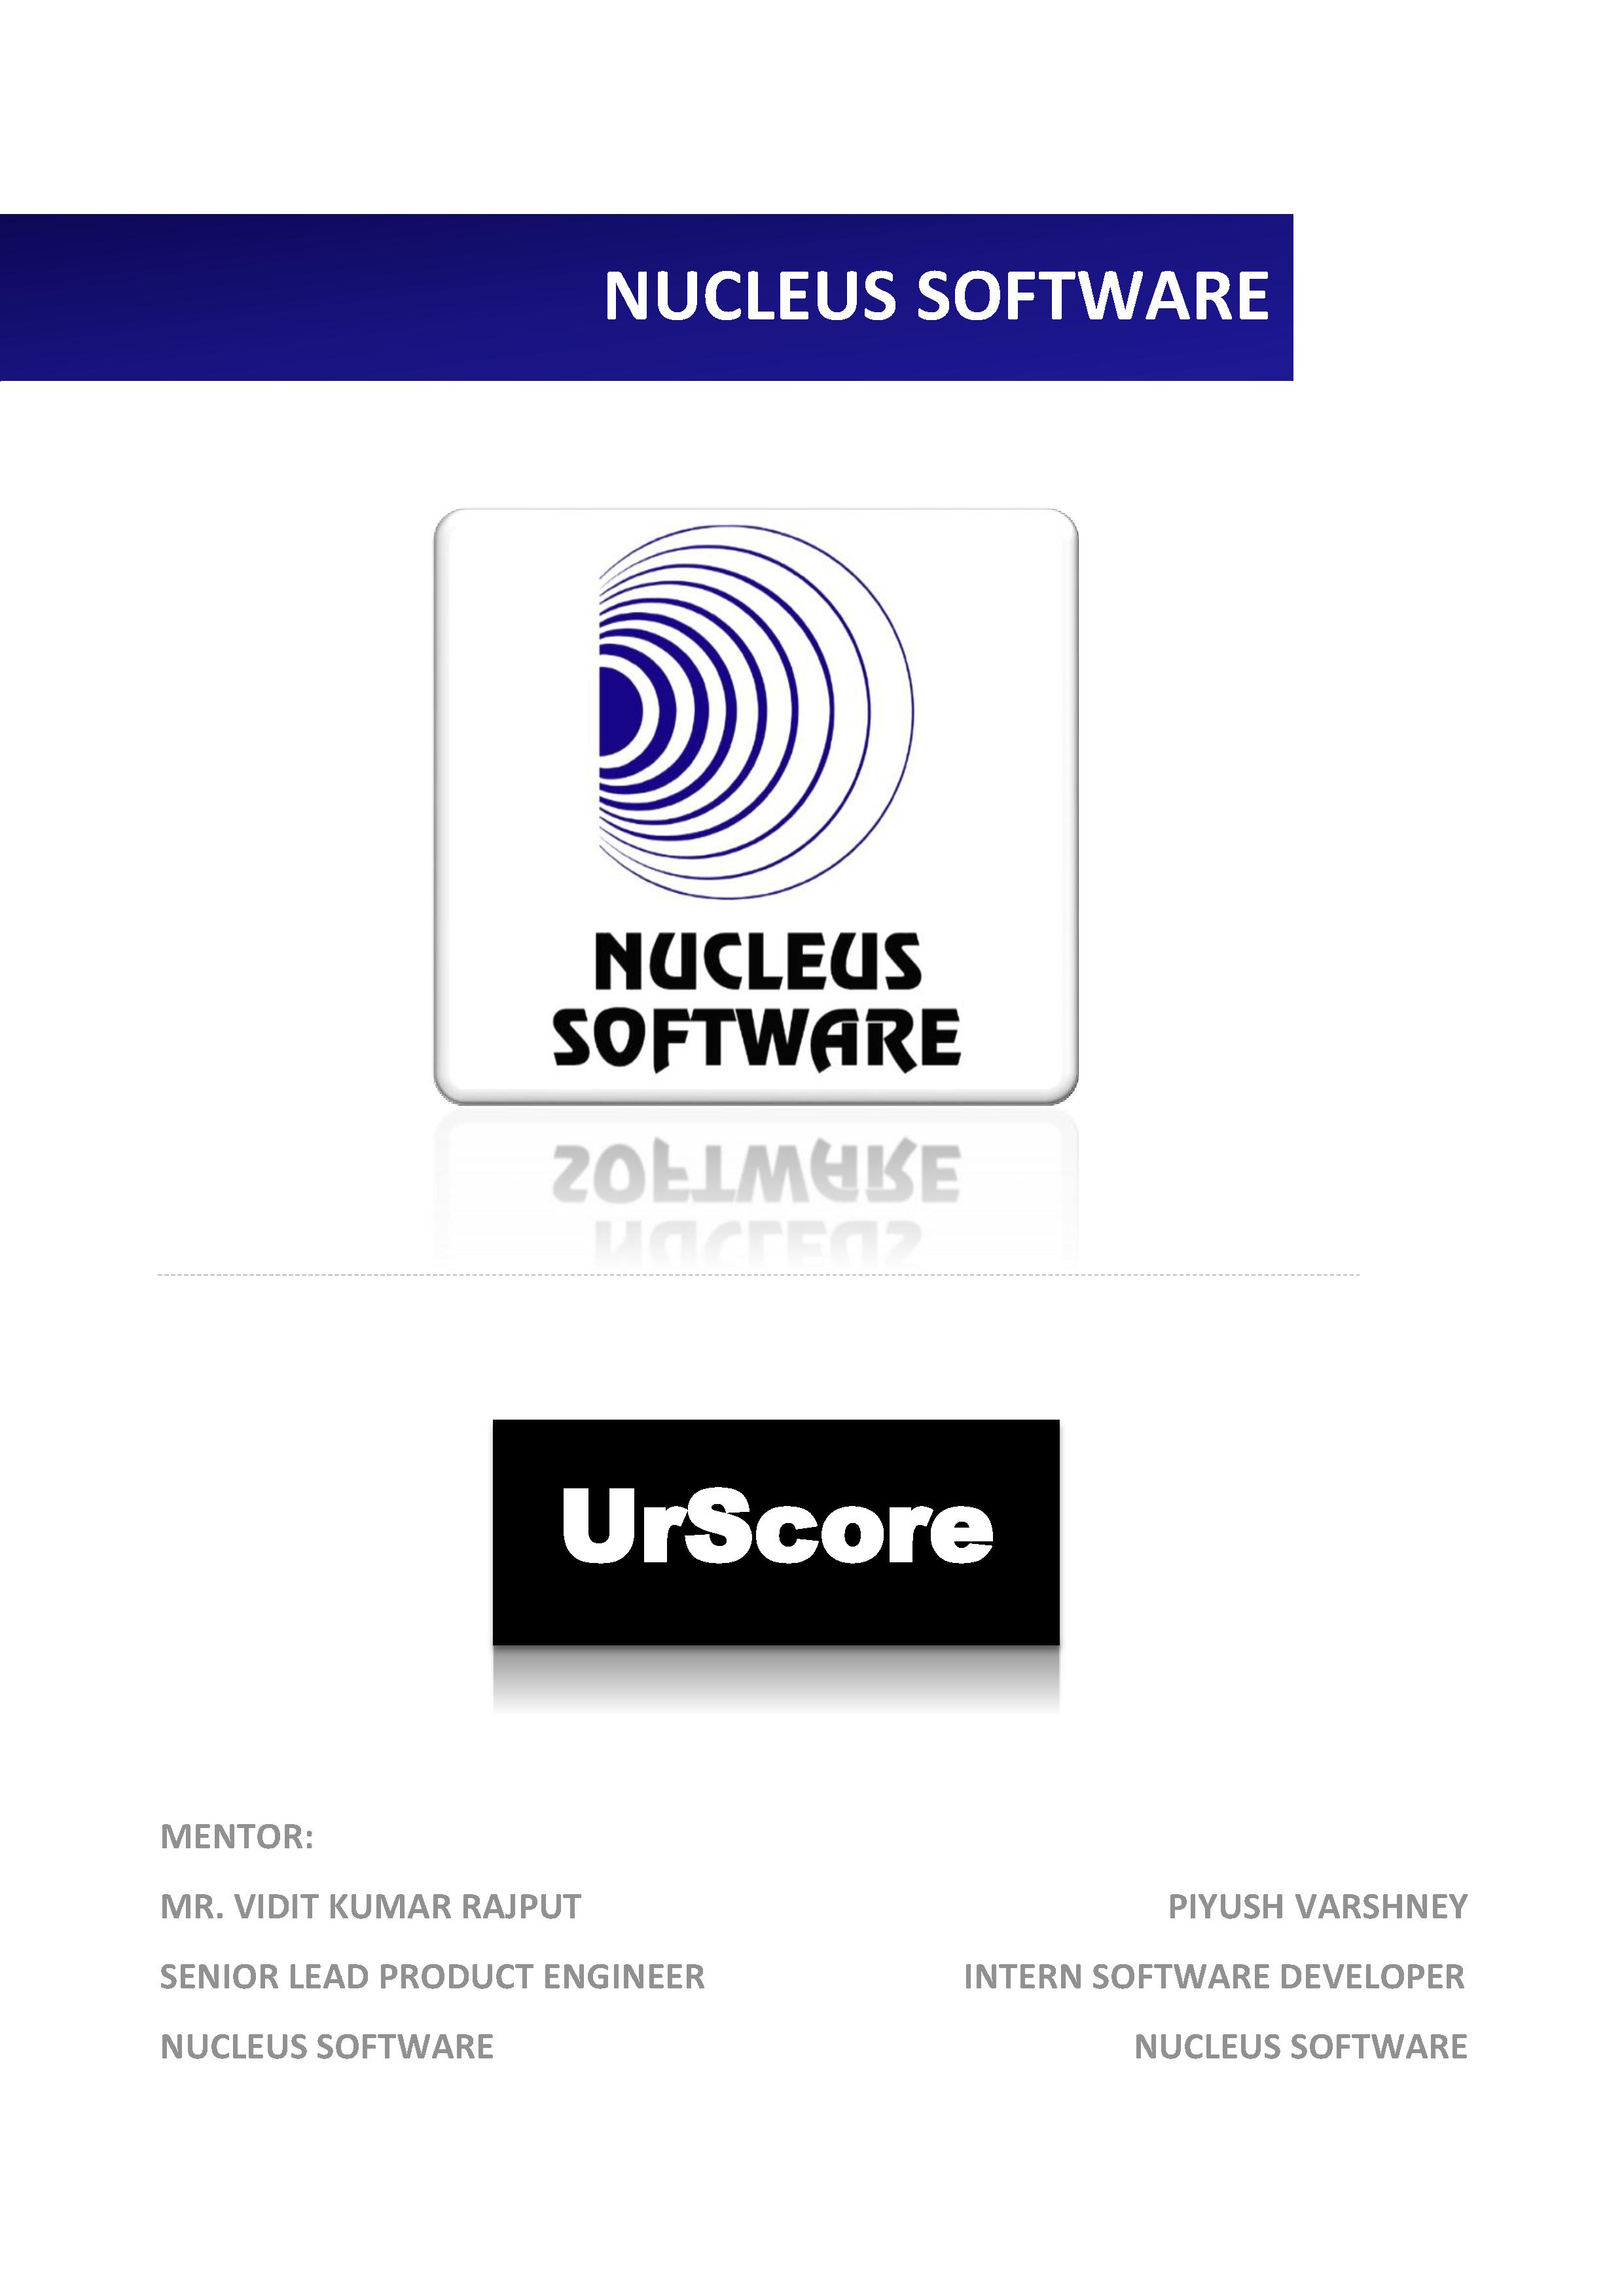 NUCLEUS SOFTWARE
NUCLEUS
SOFTWARE
UrScore
MENTOR:
MR. VIDIT KUMAR RAJPUT
PIYUSH VARSHNEY
SENIOR LEAD PRODUCT ENGINEER
INTERN SOFTWARE DEVELOPER
NUCLEUS SOFTWARE
NUCLEUS SOFTWARE